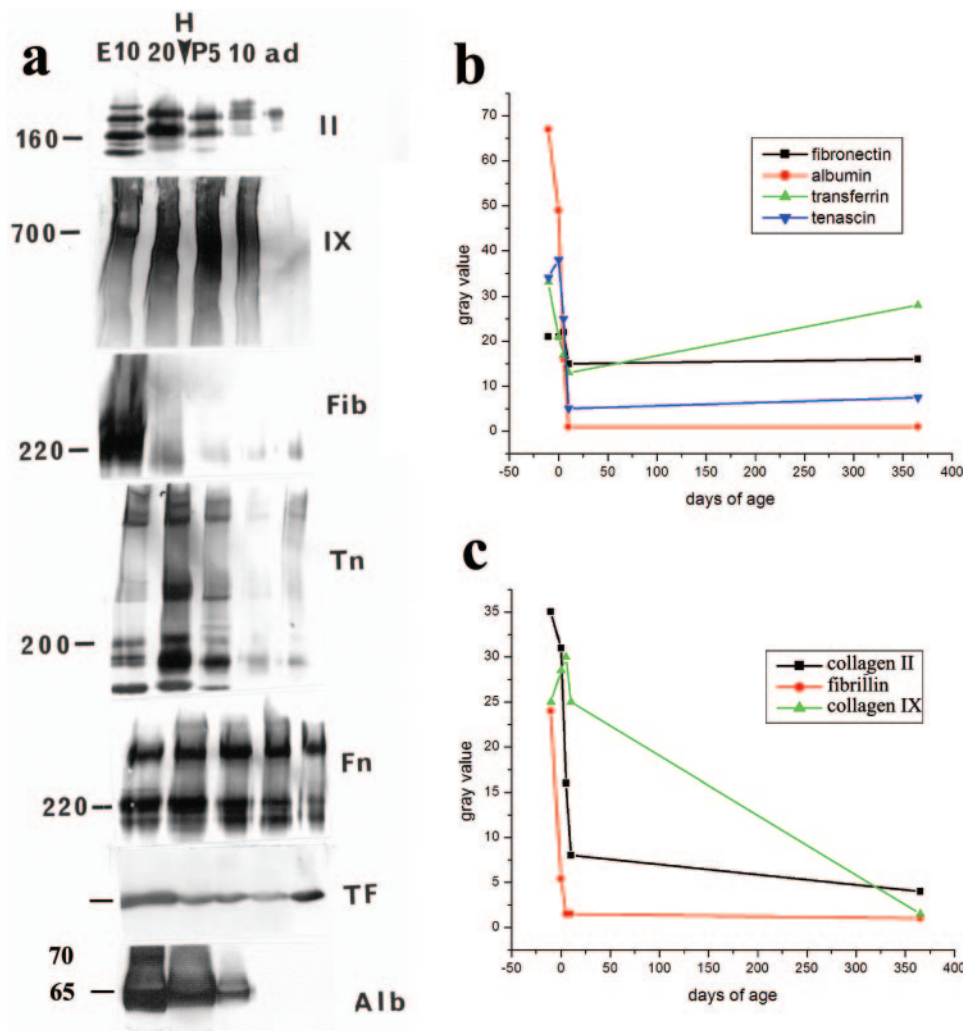 a
H
E10 20 P5 10 ad
160
II
700
IX
220
Fib
200
Tn
220
Fn
TF
70
65
Alb
b
70
60
50
40
30
20
10
0
gray value
fibronectin
albumin
transferrin
tenascin
-50 0 50 100 150 200 250 300 350 400
days of age
c
35
30
25
20
15
10
5
0
gray value
collagen II
fibrillin
collagen IX
-50 0 50 100 150 200 250 300 350 400
days of age